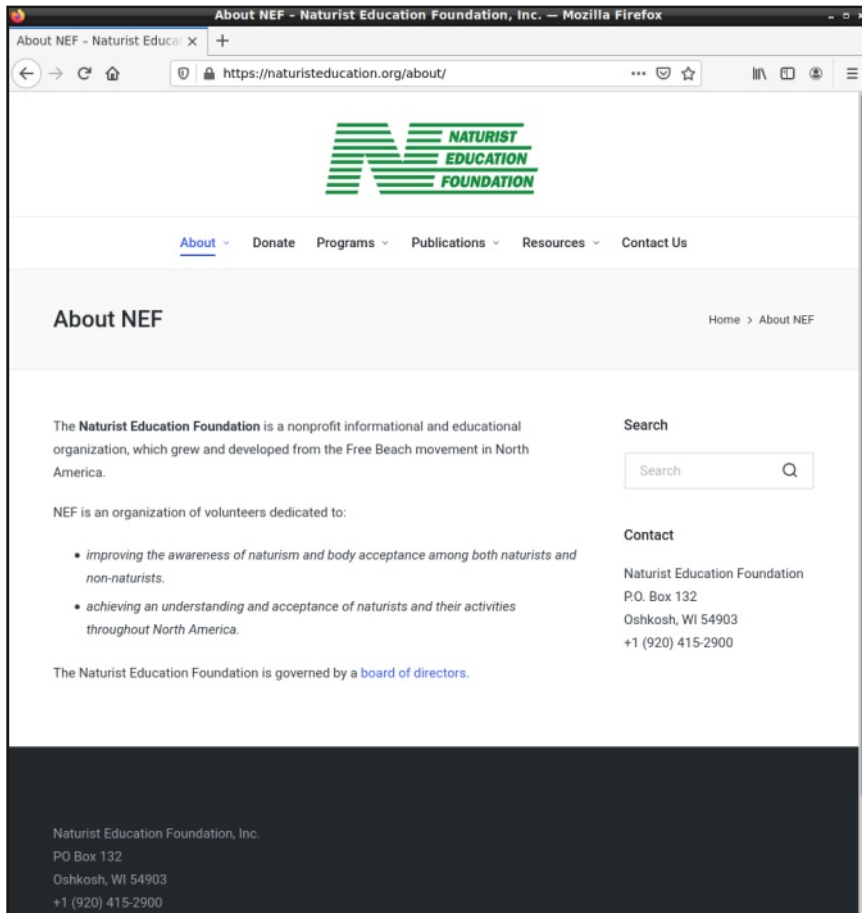 About NEF – Naturist Education Foundation, Inc. — Mozilla Firefox
About NEF – Naturist Educat
https://naturisteducation.org/about/
NATURIST
EDUCATION
FOUNDATION
About Donate Programs Publications Resources Contact Us
About NEF
Home > About NEF
The Naturist Education Foundation is a nonprofit informational and educational
organization, which grew and developed from the Free Beach movement in North
America.
NEF is an organization of volunteers dedicated to:
• improving the awareness of naturism and body acceptance among both naturists and
non-naturists.
• achieving an understanding and acceptance of naturists and their activities
throughout North America.
The Naturist Education Foundation is governed by a board of directors.
Search
Search
Contact
Naturist Education Foundation
P.O. Box 132
Oshkosh, WI 54903
+1 (920) 415-2900
Naturist Education Foundation, Inc.
PO Box 132
Oshkosh, WI 54903
+1 (920) 415-2900